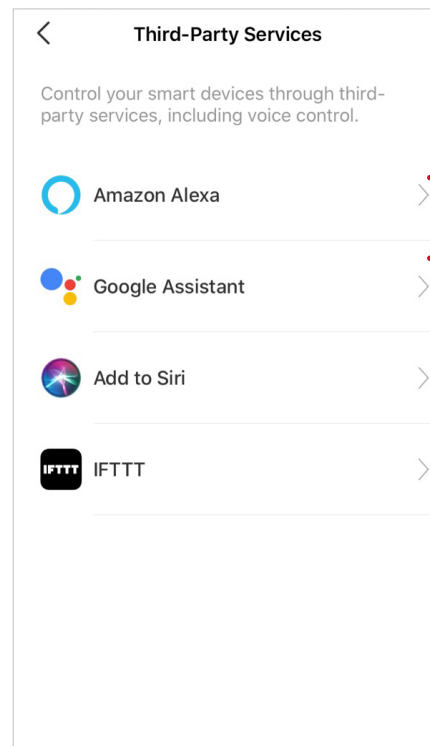 Third-Party Services
Control your smart devices through third-
party services, including voice control.
Amazon Alexa
Google Assistant
Add to Siri
IFTTT IFTTT